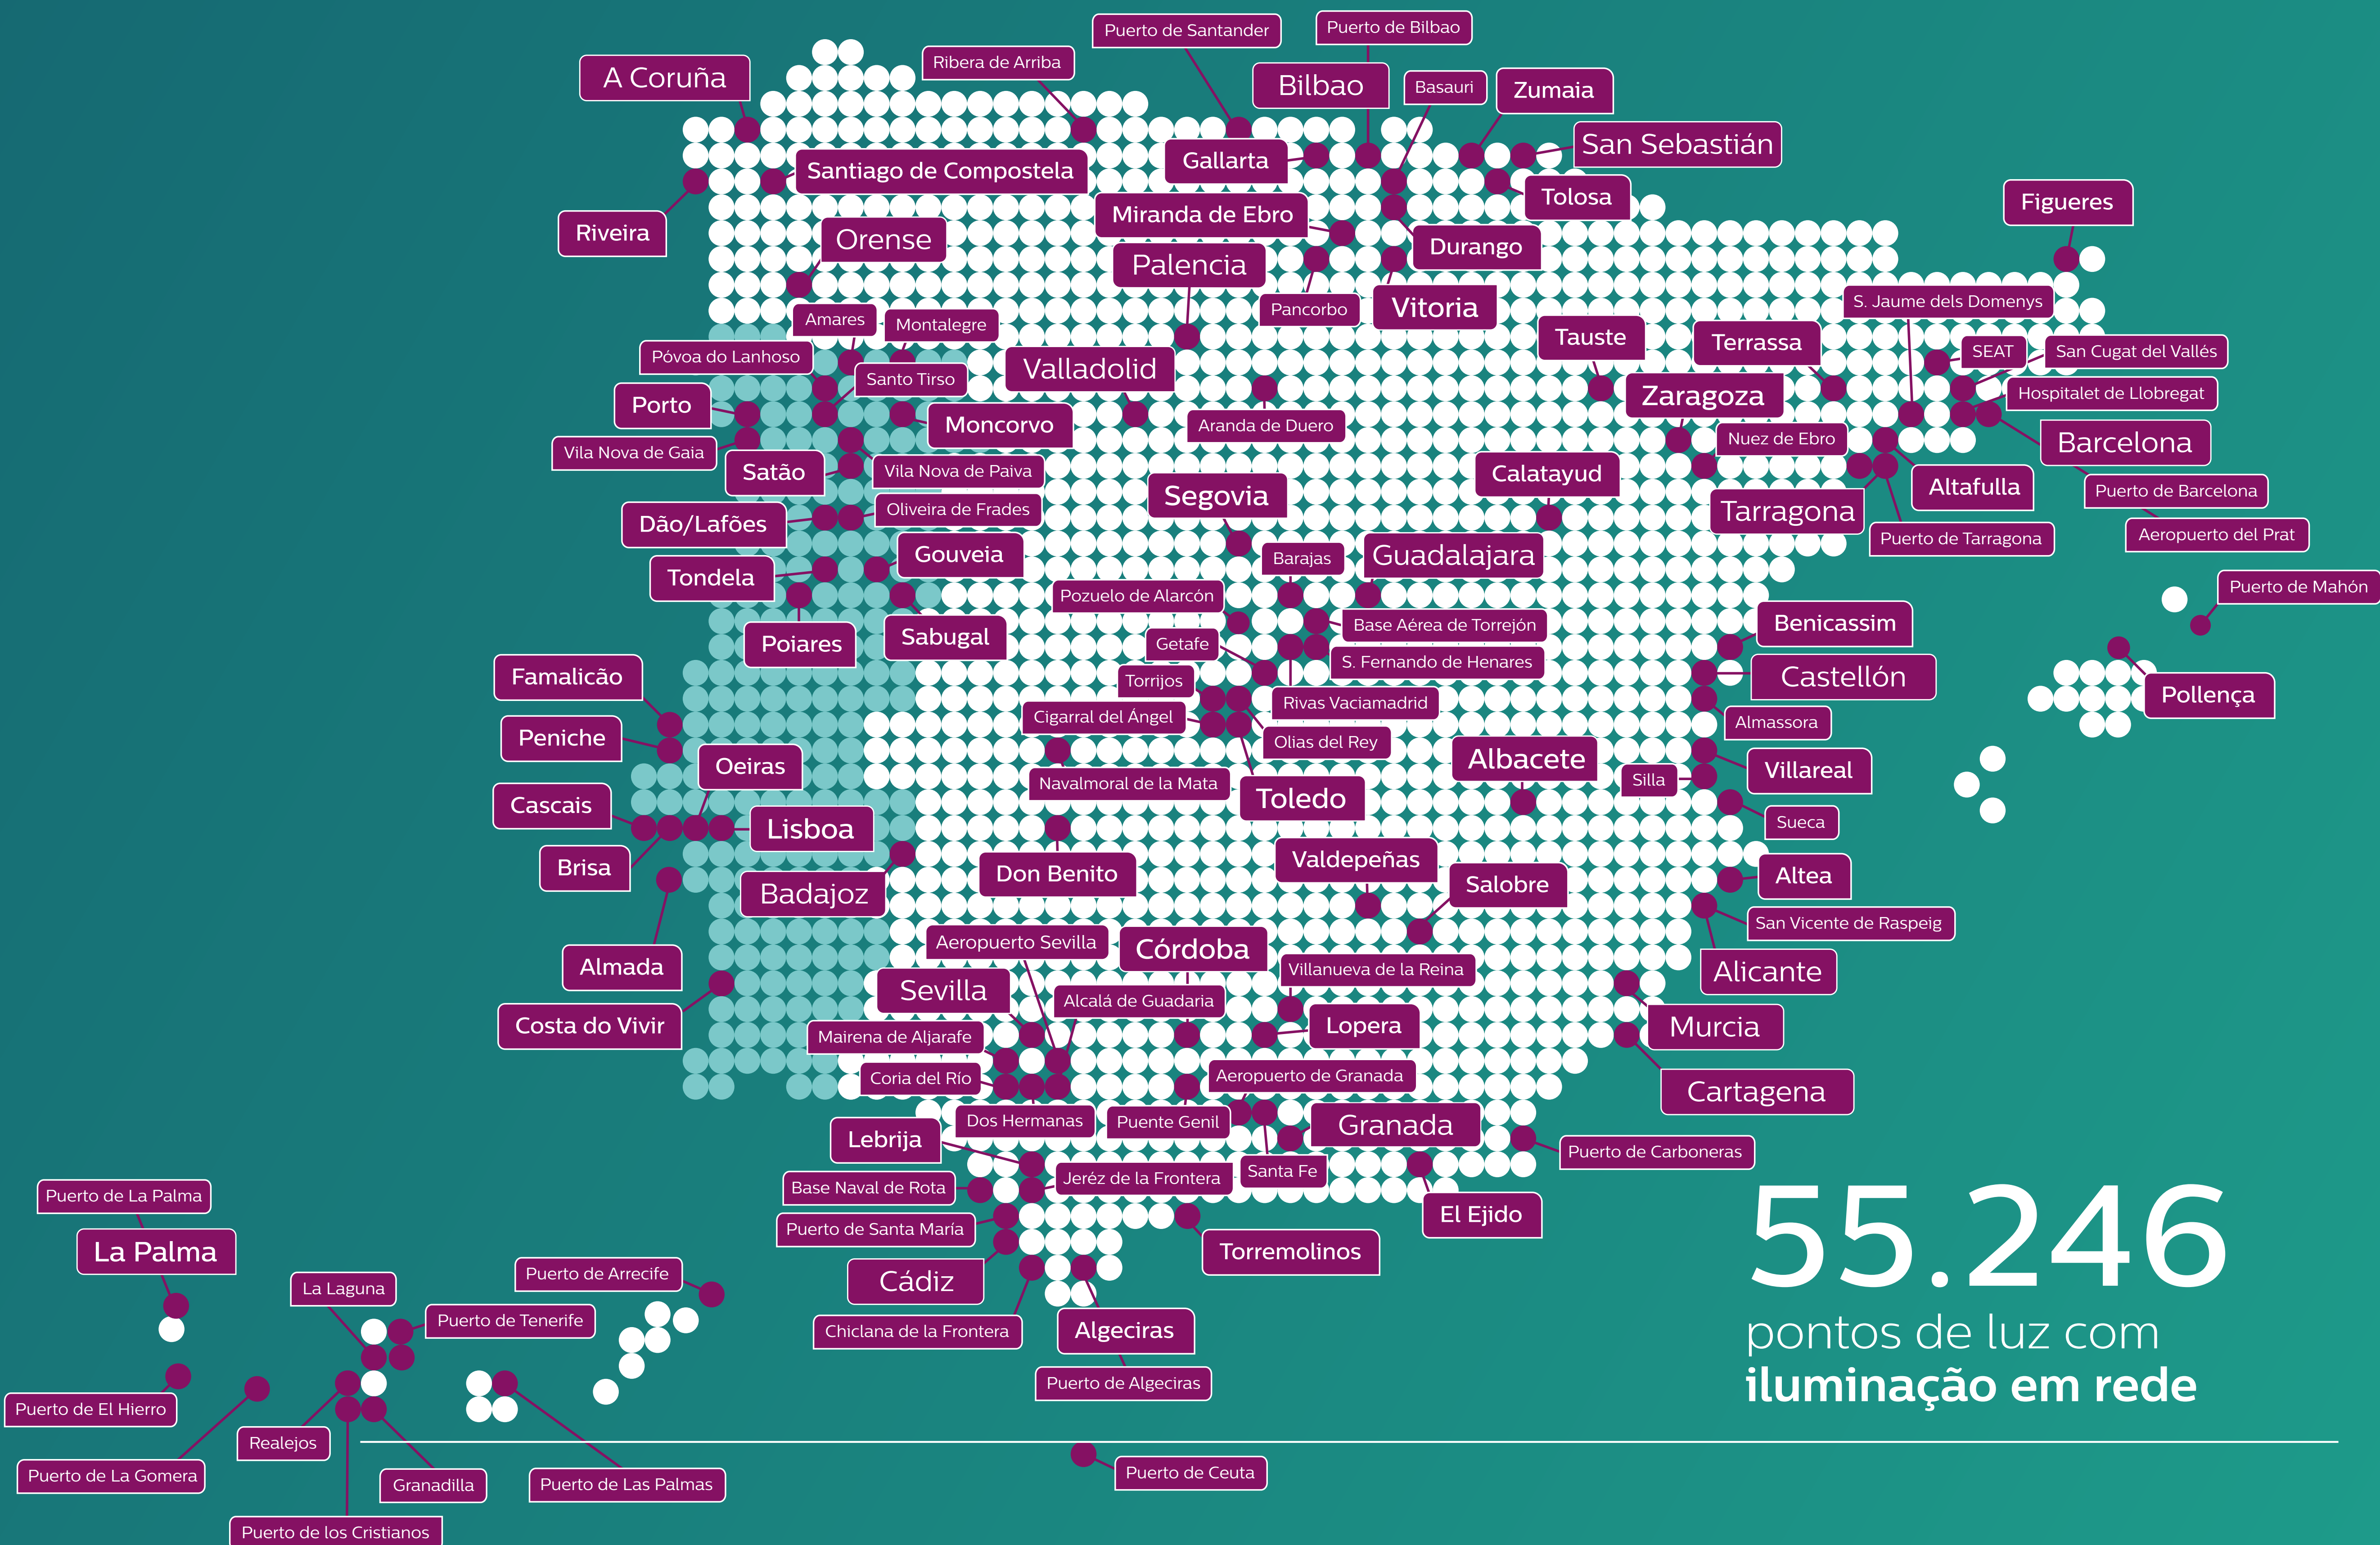 Puerto de Santander
Puerto de Bilbao
Ribera de Arriba
A Coruña
Bilbao
Basauri
Zumaia
San Sebastián
Gallarta
Santiago de Compostela
Tolosa
Figueres
Miranda de Ebro
Riveira
Orense
Durango
Palencia
S. Jaume dels Domenys
Pancorbo
Vitoria
Amares
Montalegre
Tauste
Terrassa
SEAT
San Cugat del Vallés
Póvoa do Lanhoso
Valladolid
Santo Tirso
Zaragoza
Hospitalet de Llobregat
Porto
Moncorvo
Aranda de Duero
Nuez de Ebro
Barcelona
Vila Nova de Gaia
Satão
Vila Nova de Paiva
Calatayud
Altafulla
Puerto de Barcelona
Segovia
Oliveira de Frades
Tarragona
Dão/Lafões
Puerto de Tarragona
Aeropuerto del Prat
Gouveia
Barajas
Guadalajara
Tondela
Puerto de Mahón
Pozuelo de Alarcón
Base Aérea de Torrejón
Benicassim
Poiares
Sabugal
Getafe
S. Fernando de Henares
Famalicão
Torrijos
Castellón
Pollença
Rivas Vaciamadrid
Cigarral del Ángel
Almassora
Peniche
Olias del Rey
Oeiras
Albacete
Villareal
Navalmoral de la Mata
Silla
Cascais
Toledo
Lisboa
Sueca
Brisa
Valdepeñas
Don Benito
Salobre
Altea
Badajoz
San Vicente de Raspeig
Aeropuerto Sevilla
Córdoba
Almada
Villanueva de la Reina
Alicante
Sevilla
Alcalá de Guadaria
Costa do Vivir
Lopera
Murcia
Mairena de Aljarafe
Coria del Río
Aeropuerto de Granada
Cartagena
Dos Hermanas
Puente Genil
Granada
Lebrija
Puerto de Carboneras
Santa Fe
Jeréz de la Frontera
Base Naval de Rota
Puerto de La Palma
El Ejido
Puerto de Santa María
La Palma
Torremolinos
Puerto de Arrecife
Cádiz
La Laguna
Puerto de Tenerife
Chiclana de la Frontera
Algeciras
Puerto de Algeciras
Puerto de El Hierro
Realejos
Puerto de La Gomera
Granadilla
Puerto de Las Palmas
Puerto de Ceuta
Puerto de los Cristianos
55.246
pontos de luz com
iluminação em rede